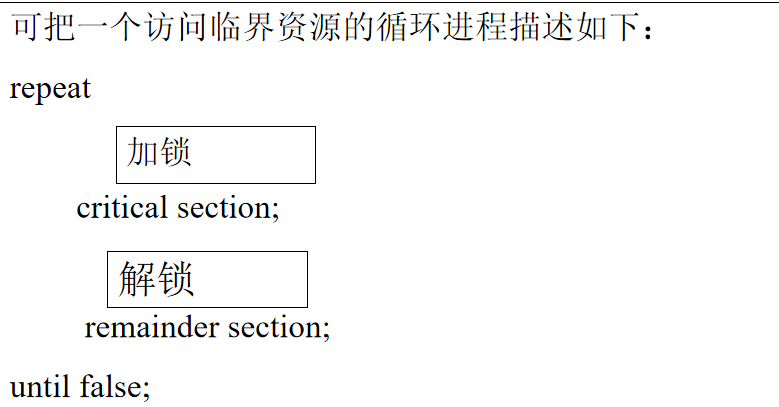 可把一个访问临界资源的循环进程描述如下：
repeat
加锁
critical section;
解锁
remainder section;
until false;